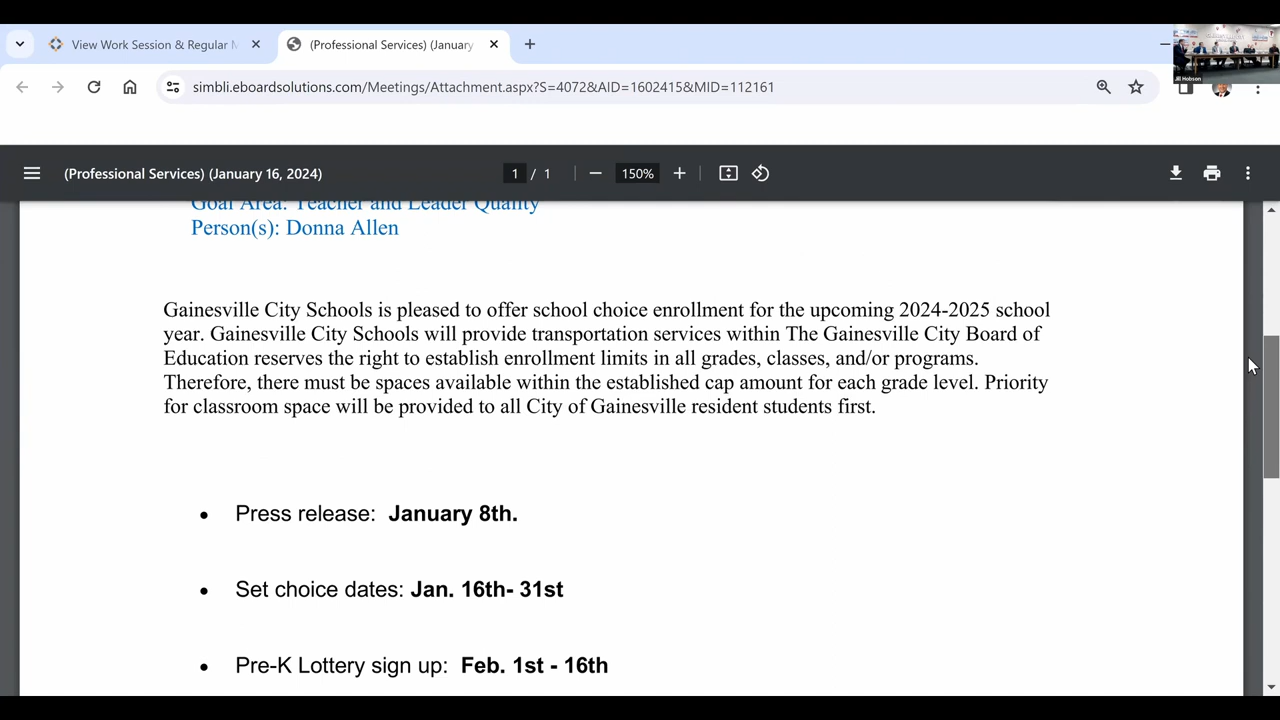 View Work Session & Regular M
(Professional Services) (January
simbli.eboardsolutions.com/Meetings/Attachment.aspx?S=4072&AID=1602415&MID=112161
Jill Hobson
(Professional Services) (January 16, 2024)
1 / 1
150%
Goal Area: Teacher and Leader Quality
Person(s): Donna Allen
Gainesville City Schools is pleased to offer school choice enrollment for the upcoming 2024-2025 school
year. Gainesville City Schools will provide transportation services within The Gainesville City Board of
Education reserves the right to establish enrollment limits in all grades, classes, and/or programs.
Therefore, there must be spaces available within the established cap amount for each grade level. Priority
for classroom space will be provided to all City of Gainesville resident students first.
• Press release: January 8th.
• Set choice dates: Jan. 16th- 31st
• Pre-K Lottery sign up: Feb. 1st - 16th